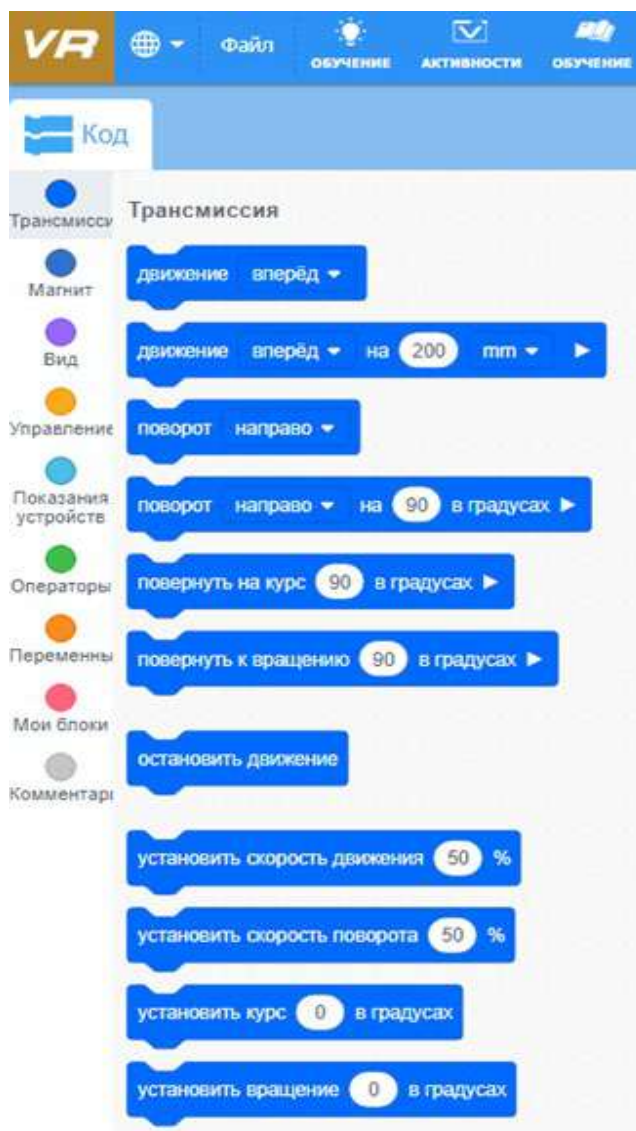 VR Файл ОБУЧЕНИЕ АКТИВНОСТИ ОБУЧЕНИЕ
Код
Трансмисси
Магнит
Вид
Управление
Показания
устройств
Операторы
Переменны
Мои блоки
Комментари
Трансмиссия
движение вперёд
движение вперёд на 200 mm
поворот направо
поворот направо на 90 в градусах
повернуть на курс 90 в градусах
повернуть к вращению 90 в градусах
остановить движение
установить скорость движения 50 %
установить скорость поворота 50 %
установить курс 0 в градусах
установить вращение 0 в градусах